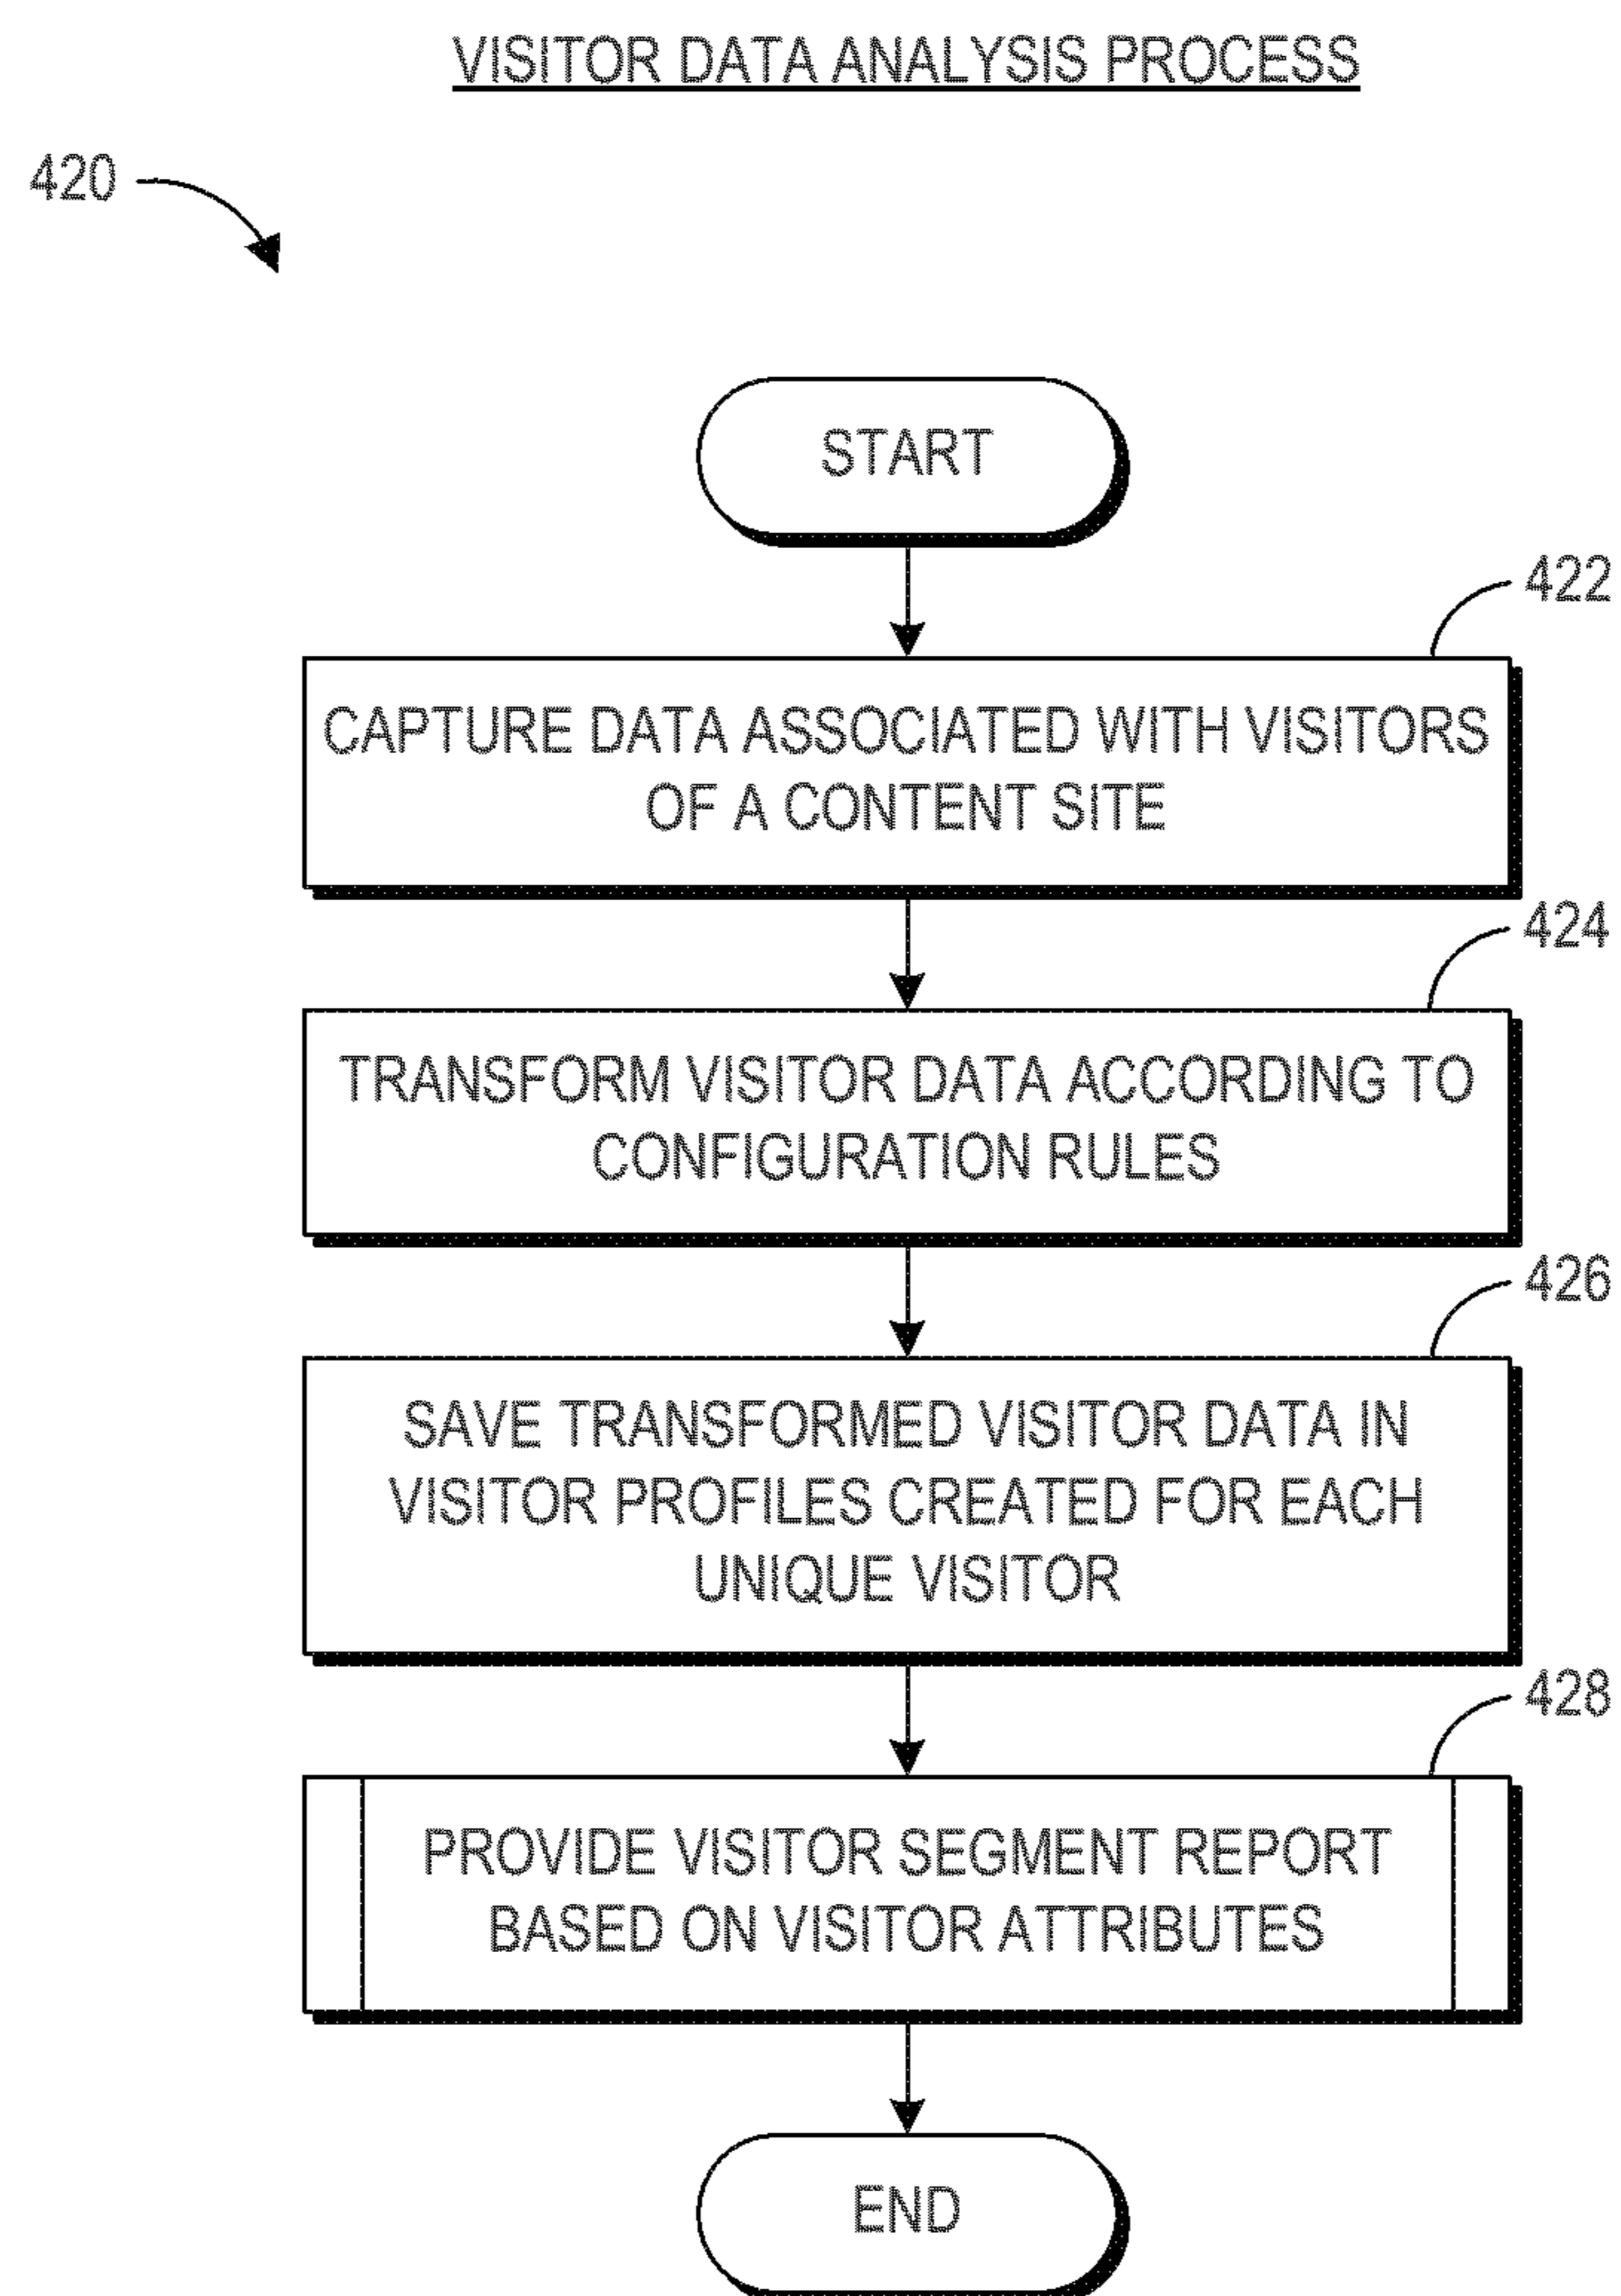 VISITOR DATA ANALYSIS PROCESS
420
START
422
CAPTURE DATA ASSOCIATED WITH VISITORS
OF A CONTENT SITE
424
TRANSFORM VISITOR DATA ACCORDING TO
CONFIGURATION RULES
426
SAVE TRANSFORMED VISITOR DATA IN
VISITOR PROFILES CREATED FOR EACH
UNIQUE VISITOR
428
PROVIDE VISITOR SEGMENT REPORT
BASED ON VISITOR ATTRIBUTES
END